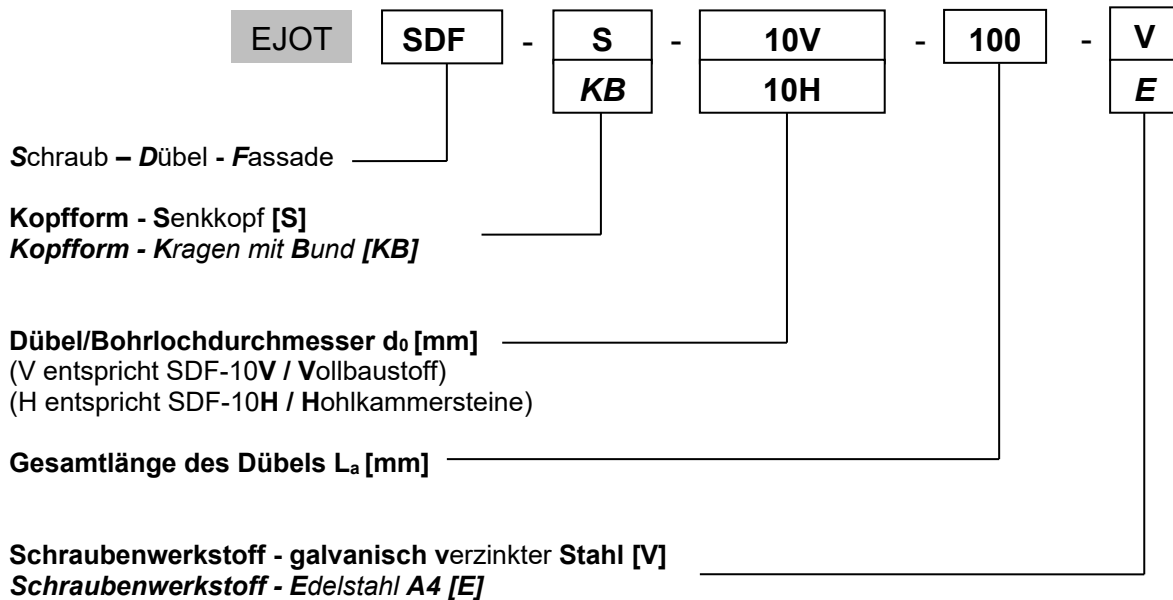 EJOT SDF - S - 10V - 100 - V
KB 10H E
Schraub – Dübel - Fassade
Kopfform - Senkkopf [S]
Kopfform - Kragen mit Bund [KB]
Dübel/Bohrlochdurchmesser d₀ [mm]
(V entspricht SDF-10V / Vollbaustoff)
(H entspricht SDF-10H / Hohlkammersteine)
Gesamtlänge des Dübels Lₐ [mm]
Schraubenwerkstoff - galvanisch verzinkter Stahl [V]
Schraubenwerkstoff - Edelstahl A4 [E]